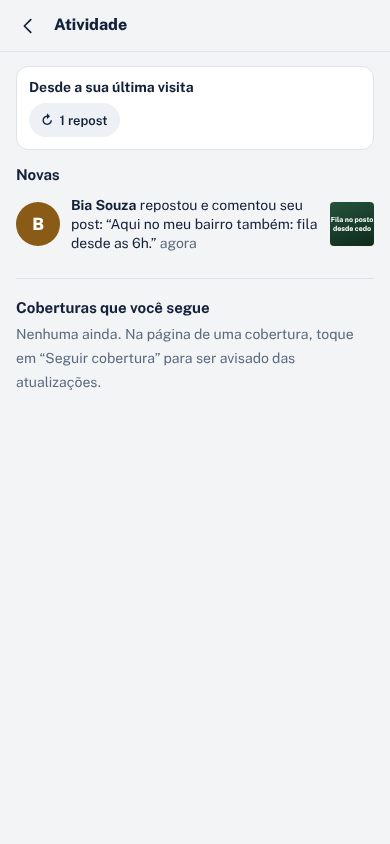 Atividade
Desde a sua última visita
1 repost
Novas
B
Bia Souza repostou e comentou seu
post: “Aqui no meu bairro também: fila
desde as 6h.” agora
Fila no posto
desde cedo
Coberturas que você segue
Nenhuma ainda. Na página de uma cobertura, toque
em “Seguir cobertura” para ser avisado das
atualizações.